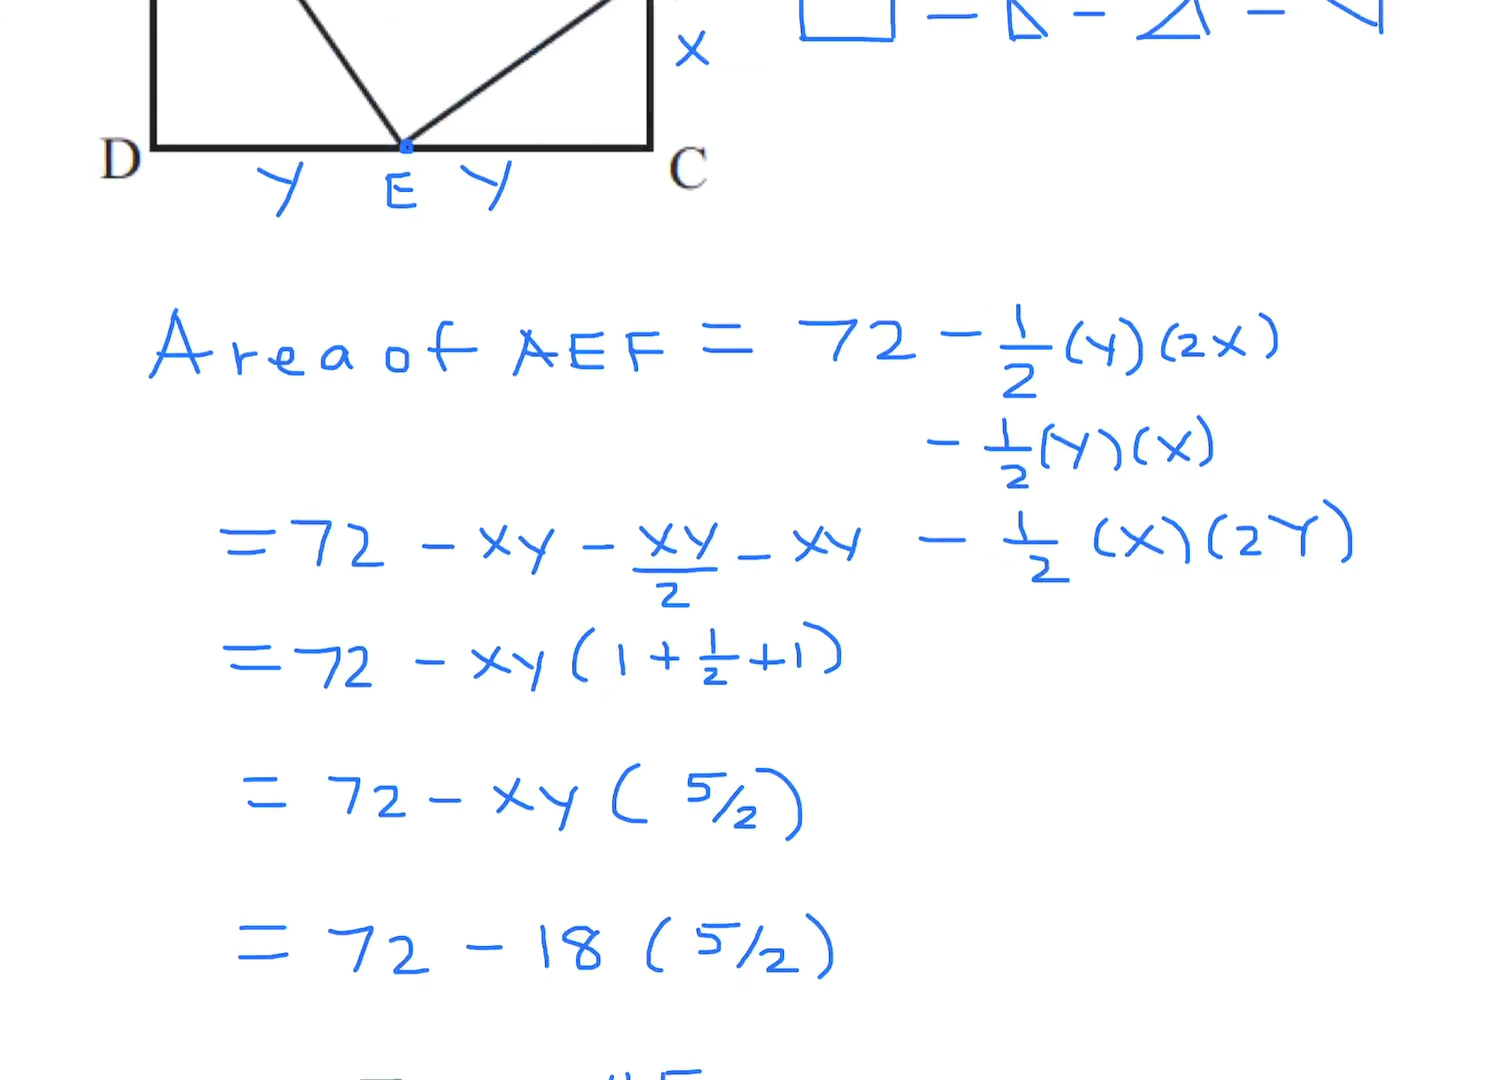 X
D
C
Y E Y
Area of AEF = 72 - 1/2 (Y)(2X)
- 1/2 (Y)(X)
= 72 - XY - XY/2 - XY - 1/2 (X)(2Y)
= 72 - XY(1 + 1/2 + 1)
= 72 - XY(5/2)
= 72 - 18(5/2)